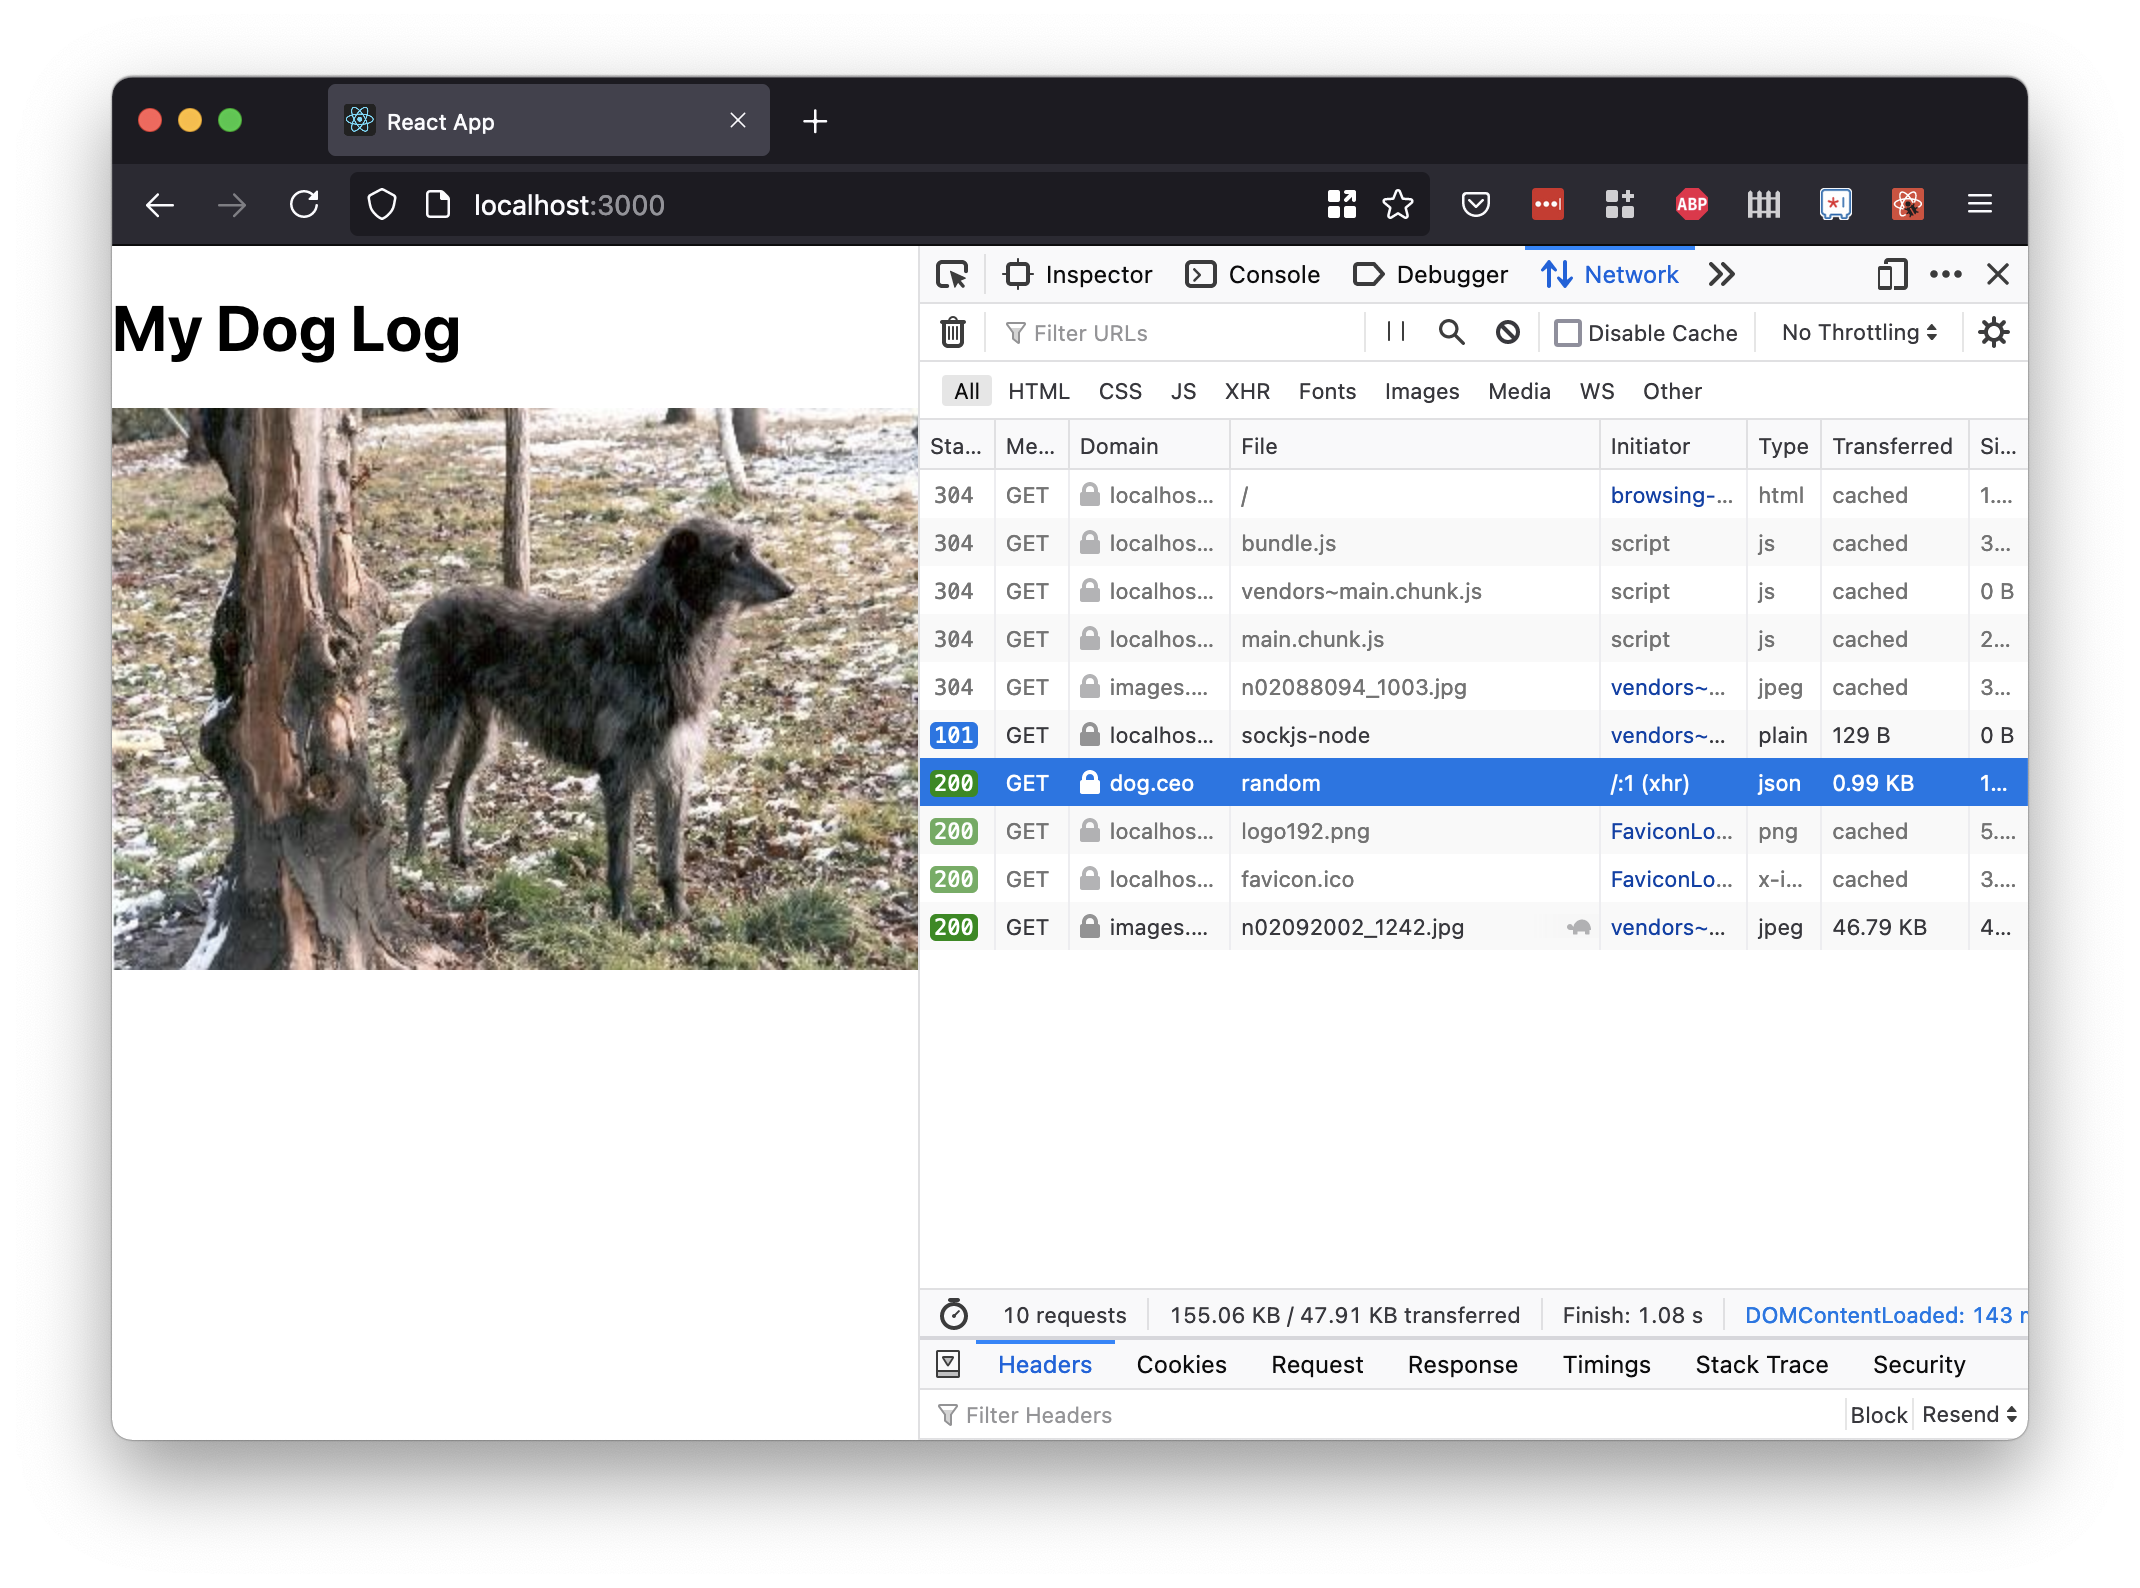 React App
localhost:3000
ABP
My Dog Log
Inspector Console Debugger Network
Filter URLs Disable Cache No Throttling
All HTML CSS JS XHR Fonts Images Media WS Other
Sta... Me... Domain File Initiator Type Transferred Si...
304 GET localhos... / browsing-... html cached 1....
304 GET localhos... bundle.js script js cached 3...
304 GET localhos... vendors~main.chunk.js script js cached 0 B
304 GET localhos... main.chunk.js script js cached 2...
304 GET images.... n02088094_1003.jpg vendors~... jpeg cached 3...
101 GET localhos... sockjs-node vendors~... plain 129 B 0 B
200 GET dog.ceo random /:1 (xhr) json 0.99 KB 1...
200 GET localhos... logo192.png FaviconLo... png cached 5....
200 GET localhos... favicon.ico FaviconLo... x-i... cached 3....
200 GET images.... n02092002_1242.jpg vendors~... jpeg 46.79 KB 4...
10 requests 155.06 KB / 47.91 KB transferred Finish: 1.08 s DOMContentLoaded: 143
Headers Cookies Request Response Timings Stack Trace Security
Filter Headers Block Resend